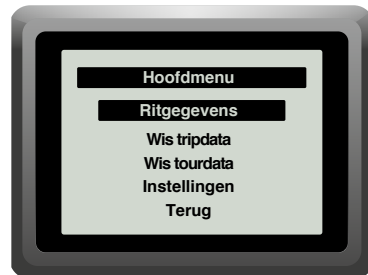 Hoofdmenu
Ritgegevens
Wis tripdata
Wis tourdata
Instellingen
Terug